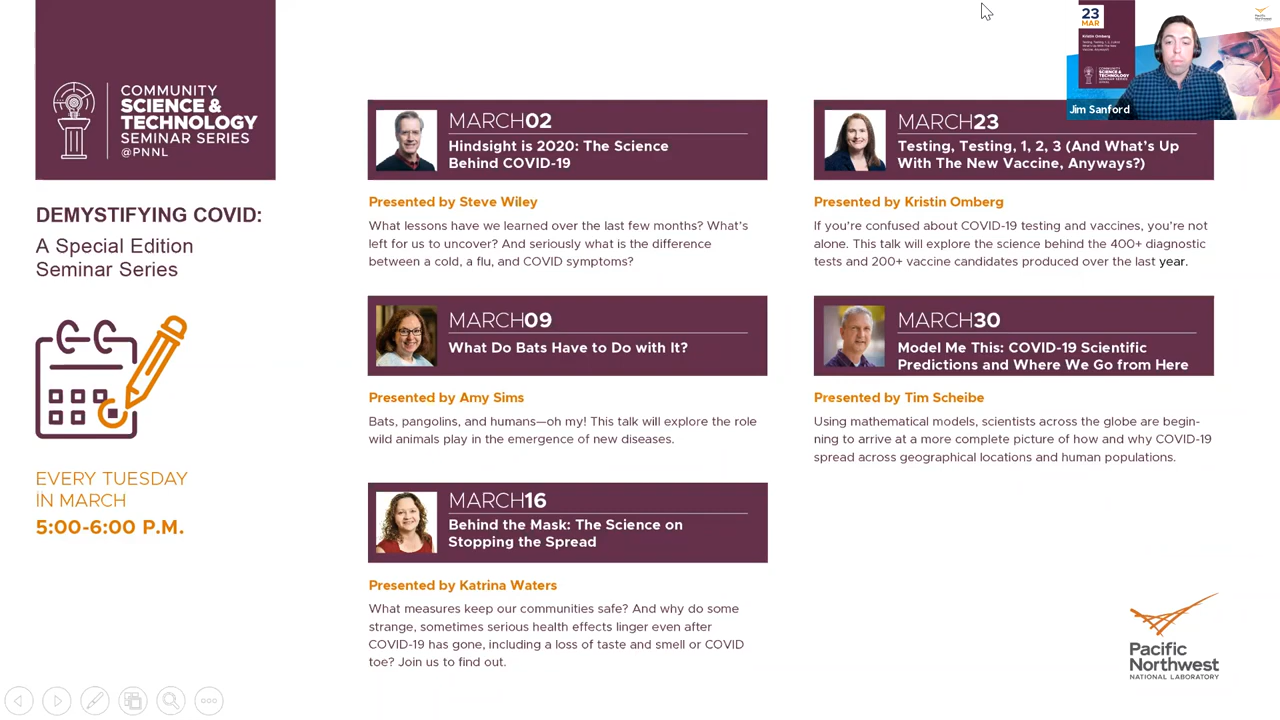 COMMUNITY
SCIENCE &
TECHNOLOGY
SEMINAR SERIES
@PNNL
DEMYSTIFYING COVID:
A Special Edition
Seminar Series
EVERY TUESDAY
IN MARCH
5:00-6:00 P.M.
MARCH02
Hindsight is 2020: The Science
Behind COVID-19
Presented by Steve Wiley
What lessons have we learned over the last few months? What's
left for us to uncover? And seriously what is the difference
between a cold, a flu, and COVID symptoms?
MARCH09
What Do Bats Have to Do with It?
Presented by Amy Sims
Bats, pangolins, and humans—oh my! This talk will explore the role
wild animals play in the emergence of new diseases.
MARCH16
Behind the Mask: The Science on
Stopping the Spread
Presented by Katrina Waters
What measures keep our communities safe? And why do some
strange, sometimes serious health effects linger even after
COVID-19 has gone, including a loss of taste and smell or COVID
toe? Join us to find out.
MARCH23
Testing, Testing, 1, 2, 3 (And What's Up
With The New Vaccine, Anyways?)
Presented by Kristin Omberg
If you're confused about COVID-19 testing and vaccines, you're not
alone. This talk will explore the science behind the 400+ diagnostic
tests and 200+ vaccine candidates produced over the last year.
MARCH30
Model Me This: COVID-19 Scientific
Predictions and Where We Go from Here
Presented by Tim Scheibe
Using mathematical models, scientists across the globe are begin-
ning to arrive at a more complete picture of how and why COVID-19
spread across geographical locations and human populations.
23
MAR
Kristin Omberg
COMMUNITY
SCIENCE &
TECHNOLOGY
SEMINAR SERIES
Jim Sanford
Pacific
Northwest
Pacific
Northwest
NATIONAL LABORATORY